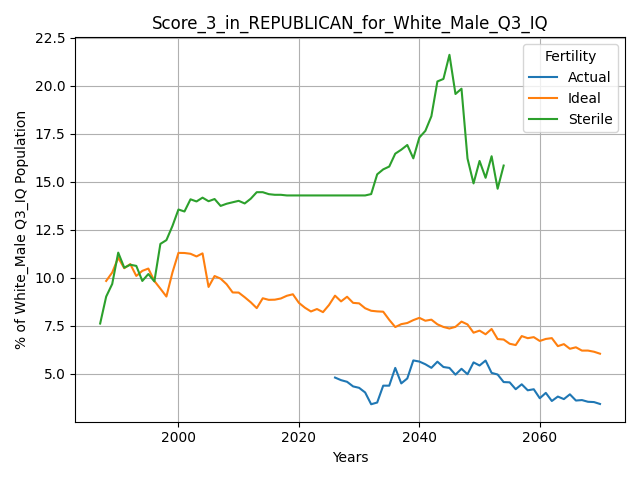 Score_3_in_REPUBLICAN_for_White_Male_Q3_IQ
22.5
20.0
17.5
15.0
12.5
10.0
7.5
5.0
% of White_Male Q3_IQ Population
Fertility
Actual
Ideal
Sterile
2000
2020
2040
2060
Years